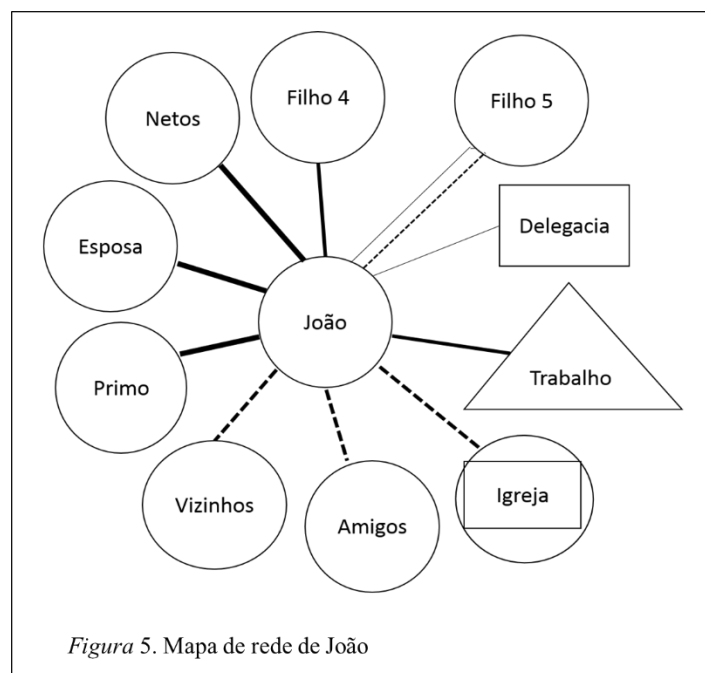 Filho 4
Filho 5
Netos
Delegacia
Esposa
João
Trabalho
Primo
Igreja
Vizinhos
Amigos
Figura 5. Mapa de rede de João